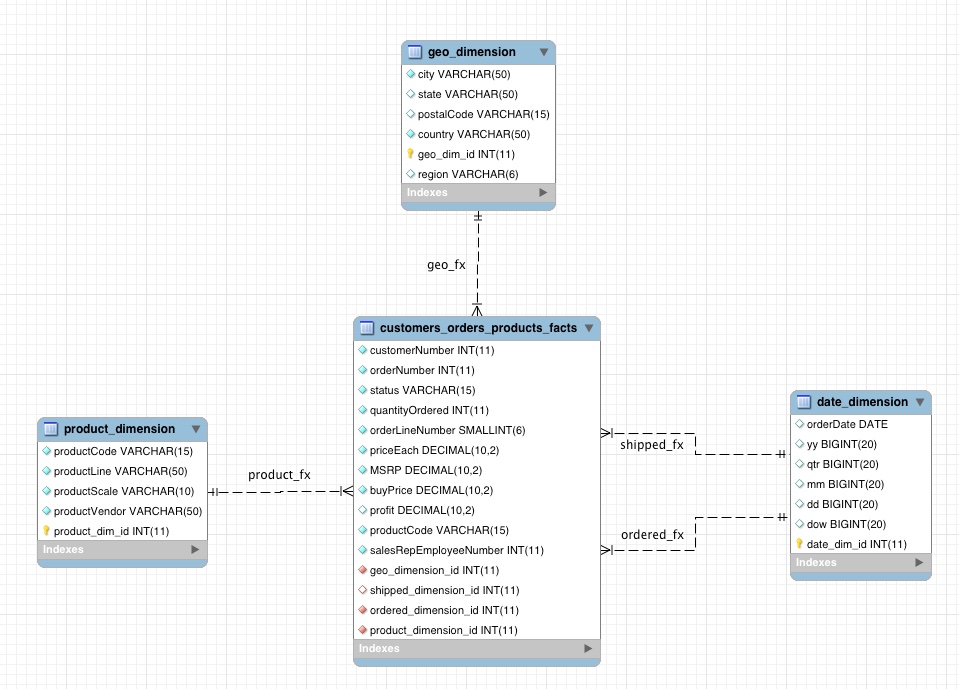 geo_dimension
city VARCHAR(50)
state VARCHAR(50)
postalCode VARCHAR(15)
country VARCHAR(50)
geo_dim_id INT(11)
region VARCHAR(6)
Indexes
geo_fx
customers_orders_products_facts
customerNumber INT(11)
orderNumber INT(11)
status VARCHAR(15)
quantityOrdered INT(11)
orderLineNumber SMALLINT(6)
priceEach DECIMAL(10,2)
MSRP DECIMAL(10,2)
buyPrice DECIMAL(10,2)
profit DECIMAL(10,2)
productCode VARCHAR(15)
salesRepEmployeeNumber INT(11)
geo_dimension_id INT(11)
shipped_dimension_id INT(11)
ordered_dimension_id INT(11)
product_dimension_id INT(11)
Indexes
product_dimension
productCode VARCHAR(15)
productLine VARCHAR(50)
productScale VARCHAR(10)
productVendor VARCHAR(50)
product_dim_id INT(11)
Indexes
product_fx
shipped_fx
ordered_fx
date_dimension
orderDate DATE
yy BIGINT(20)
qtr BIGINT(20)
mm BIGINT(20)
dd BIGINT(20)
dow BIGINT(20)
date_dim_id INT(11)
Indexes